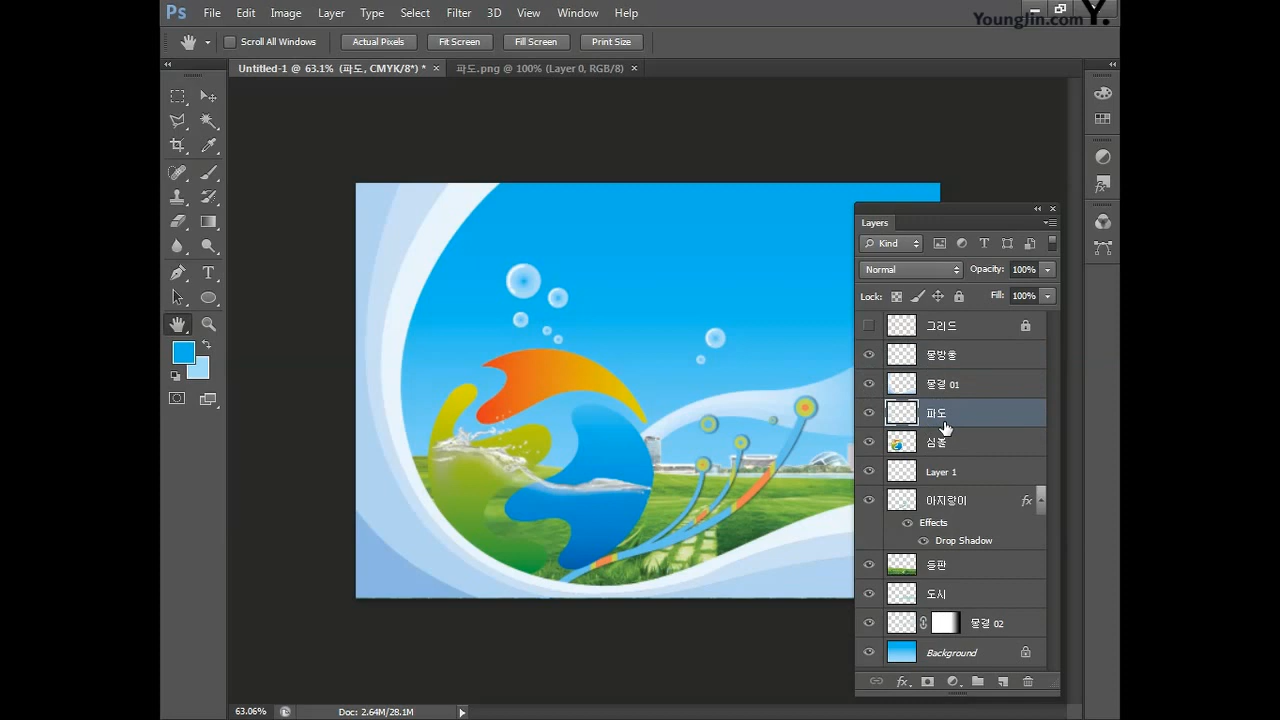 Ps File Edit Image Layer Type Select Filter 3D View Window Help
YoungJin.com Y.
Scroll All Windows Actual Pixels Fit Screen Fill Screen Print Size
Untitled-1 @ 63.1% (파도, CMYK/8*) * 파도.png @ 100% (Layer 0, RGB/8)
Layers
Kind
Normal Opacity: 100%
Lock: Fill: 100%
그리드
물방울
물결 01
파도
심볼
Layer 1
아지랑이 fx
Effects
Drop Shadow
들판
도시
물결 02
Background
fx
63.06% Doc: 2.64M/28.1M